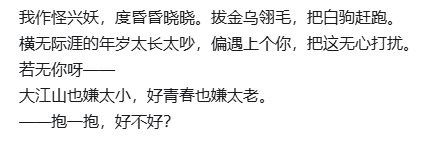 我作怪兴妖，度昏昏晓晓。拔金乌翎毛，把白驹赶跑。
横无际涯的年岁太长太吵，偏遇上个你，把这无心打扰。
若无你呀——
大江山也嫌太小，好青春也嫌太老。
——抱一抱，好不好？